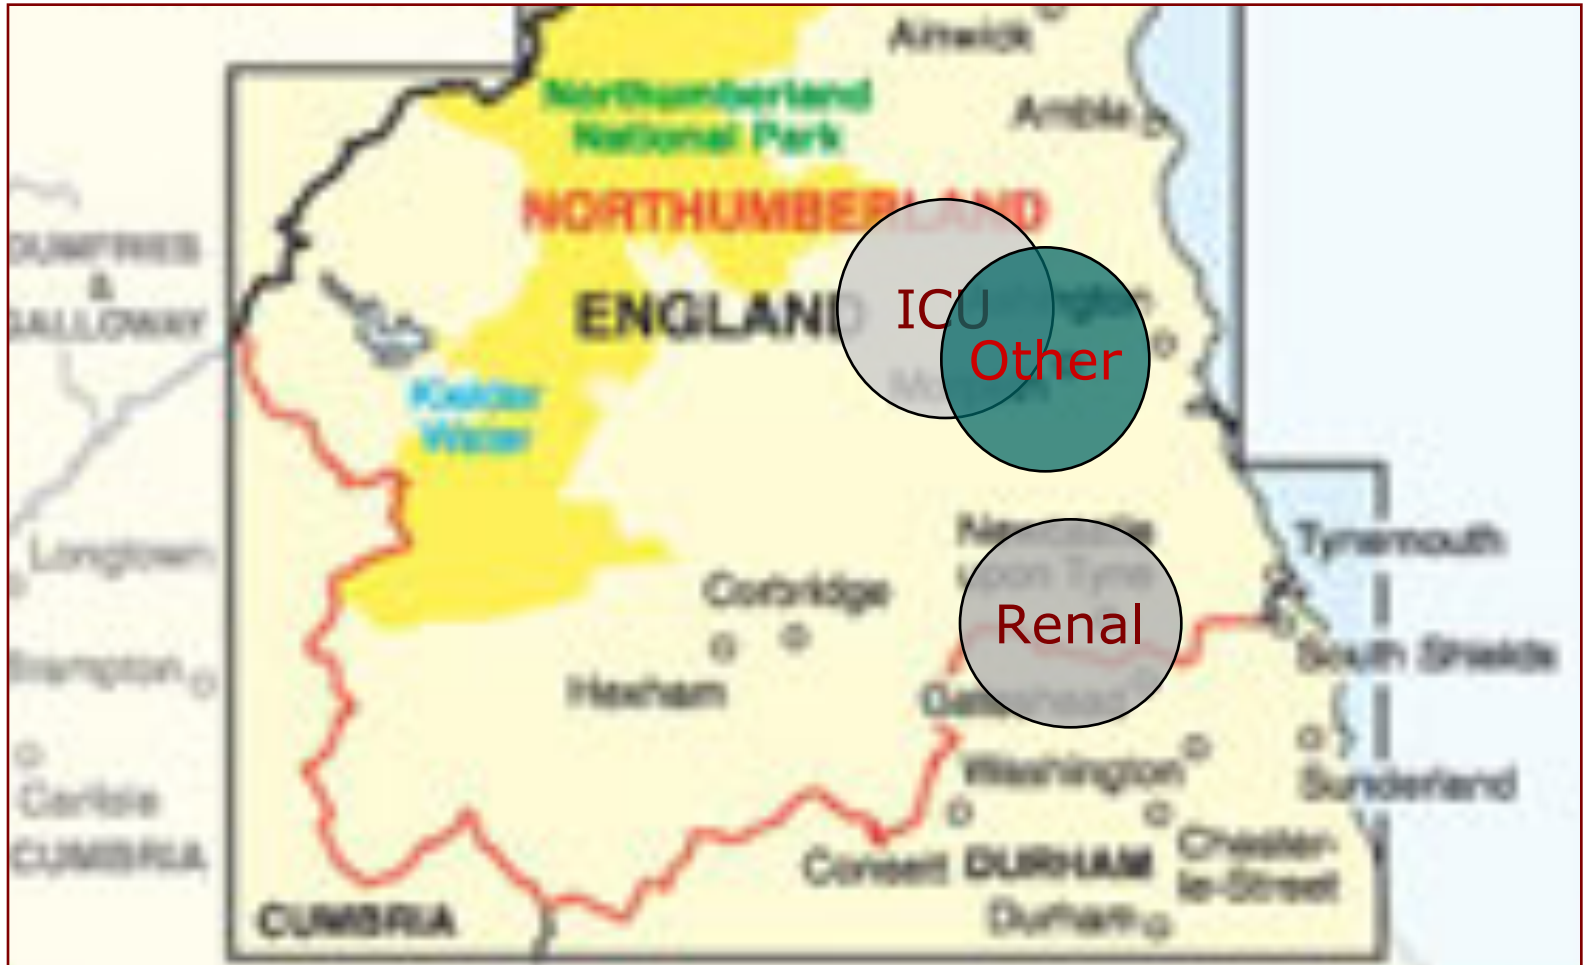 Alnwick
Amble
Northumberland
National Park
NORTHUMBERLAND
DUMFRIES
&
GALLOWAY
ENGLAND
ICU
Other
Kielder
Water
Newcastle
upon Tyne
Tynemouth
Longtown
Corbridge
Renal
South Shields
Brampton
Hexham
Gateshead
Washington
Sunderland
Carlisle
CUMBRIA
Consett
DURHAM
Chester-
le-Street
CUMBRIA
Durham